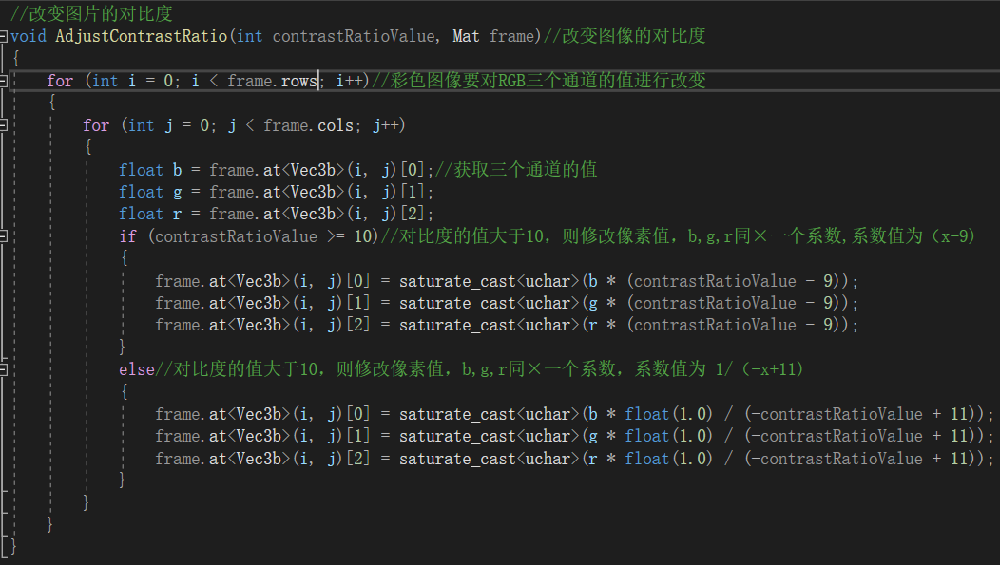 //改变图片的对比度
void AdjustContrastRatio(int contrastRatioValue, Mat frame)//改变图像的对比度
{
for (int i = 0; i < frame.rows; i++)//彩色图像要对RGB三个通道的值进行改变
{
for (int j = 0; j < frame.cols; j++)
{
float b = frame.at<Vec3b>(i, j)[0];//获取三个通道的值
float g = frame.at<Vec3b>(i, j)[1];
float r = frame.at<Vec3b>(i, j)[2];
if (contrastRatioValue >= 10)//对比度的值大于10，则修改像素值，b,g,r同×一个系数,系数值为（x-9）
{
frame.at<Vec3b>(i, j)[0] = saturate_cast<uchar>(b * (contrastRatioValue - 9));
frame.at<Vec3b>(i, j)[1] = saturate_cast<uchar>(g * (contrastRatioValue - 9));
frame.at<Vec3b>(i, j)[2] = saturate_cast<uchar>(r * (contrastRatioValue - 9));
}
else//对比度的值大于10，则修改像素值，b,g,r同×一个系数，系数值为 1/（-x+11）
{
frame.at<Vec3b>(i, j)[0] = saturate_cast<uchar>(b * float(1.0) / (-contrastRatioValue + 11));
frame.at<Vec3b>(i, j)[1] = saturate_cast<uchar>(g * float(1.0) / (-contrastRatioValue + 11));
frame.at<Vec3b>(i, j)[2] = saturate_cast<uchar>(r * float(1.0) / (-contrastRatioValue + 11));
}
}
}
}